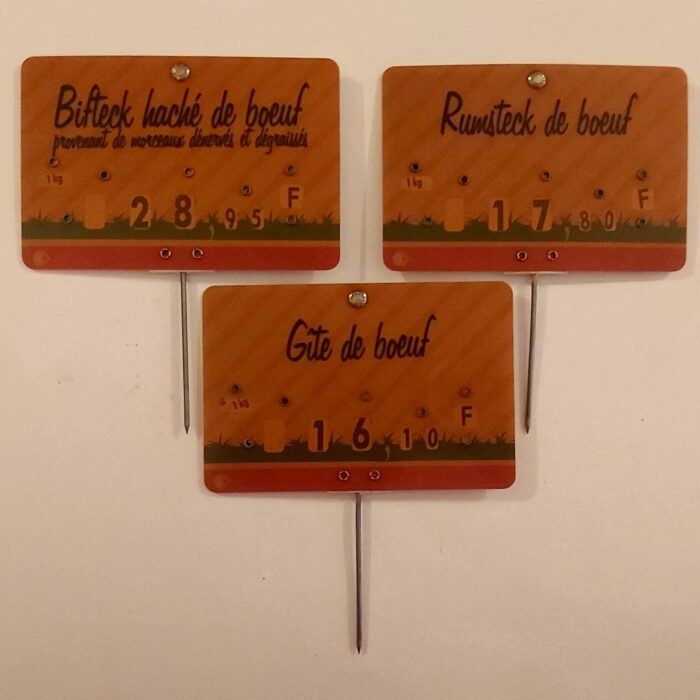 Bifteck haché de boeuf
provenant de morceaux dénervés et dégraissés
1 kg
28,95 F
Rumsteck de boeuf
1 kg
17,80 F
Gîte de boeuf
1 kg
16,10 F